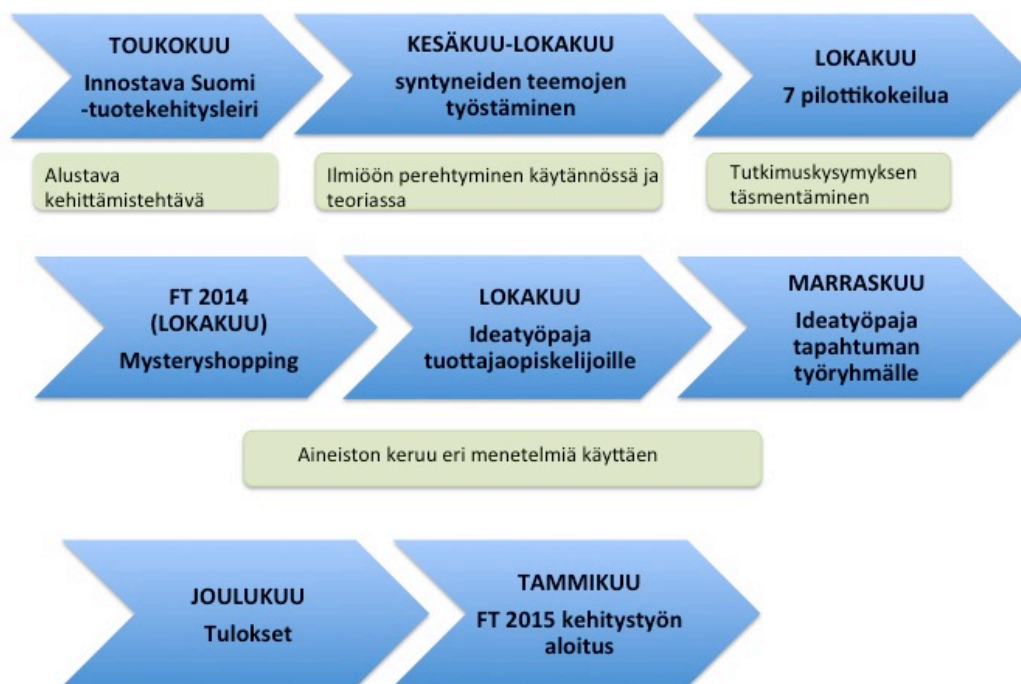 TOUKOKUU
Innostava Suomi
-tuotekehitysleiri
KESÄKUU-LOKAKUU
syntyneiden teemojen
työstäminen
LOKAKUU
7 pilottikokeilua
Alustava
kehittämistehtävä
Ilmiöön perehtyminen käytännössä ja
teoriassa
Tutkimuskysymyksen
täsmentäminen
FT 2014
(LOKAKUU)
Mysteryshopping
LOKAKUU
Ideatyöpaja
tuottajaopiskelijoille
MARRASKUU
Ideatyöpaja
tapahtuman
työryhmälle
Aineiston keruu eri menetelmiä käyttäen
JOULUKUU
Tulokset
TAMMIKUU
FT 2015 kehitystyön
aloitus